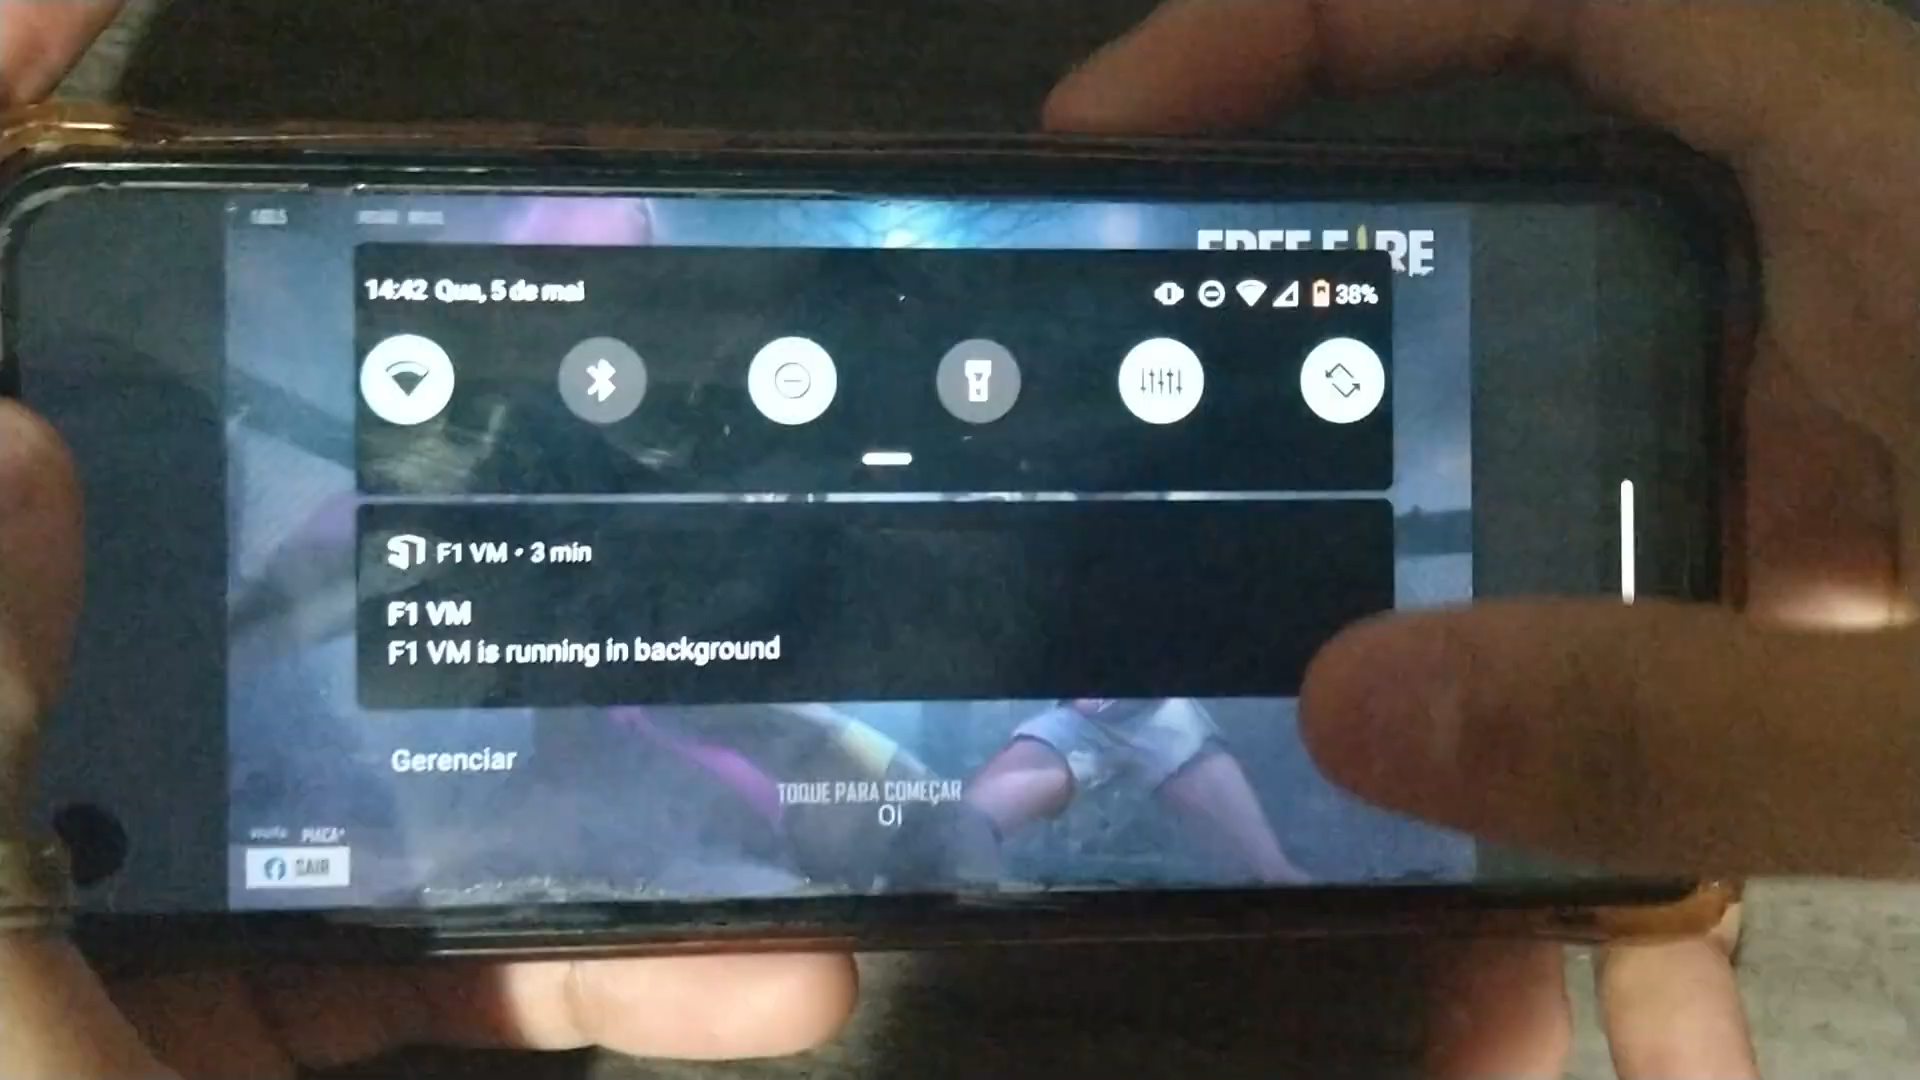 FREE FIRE
14:42 Qua, 5 de mai
38%
F1 VM • 3 min
F1 VM
F1 VM is running in background
Gerenciar
TOQUE PARA COMEÇAR
OI
SAIR